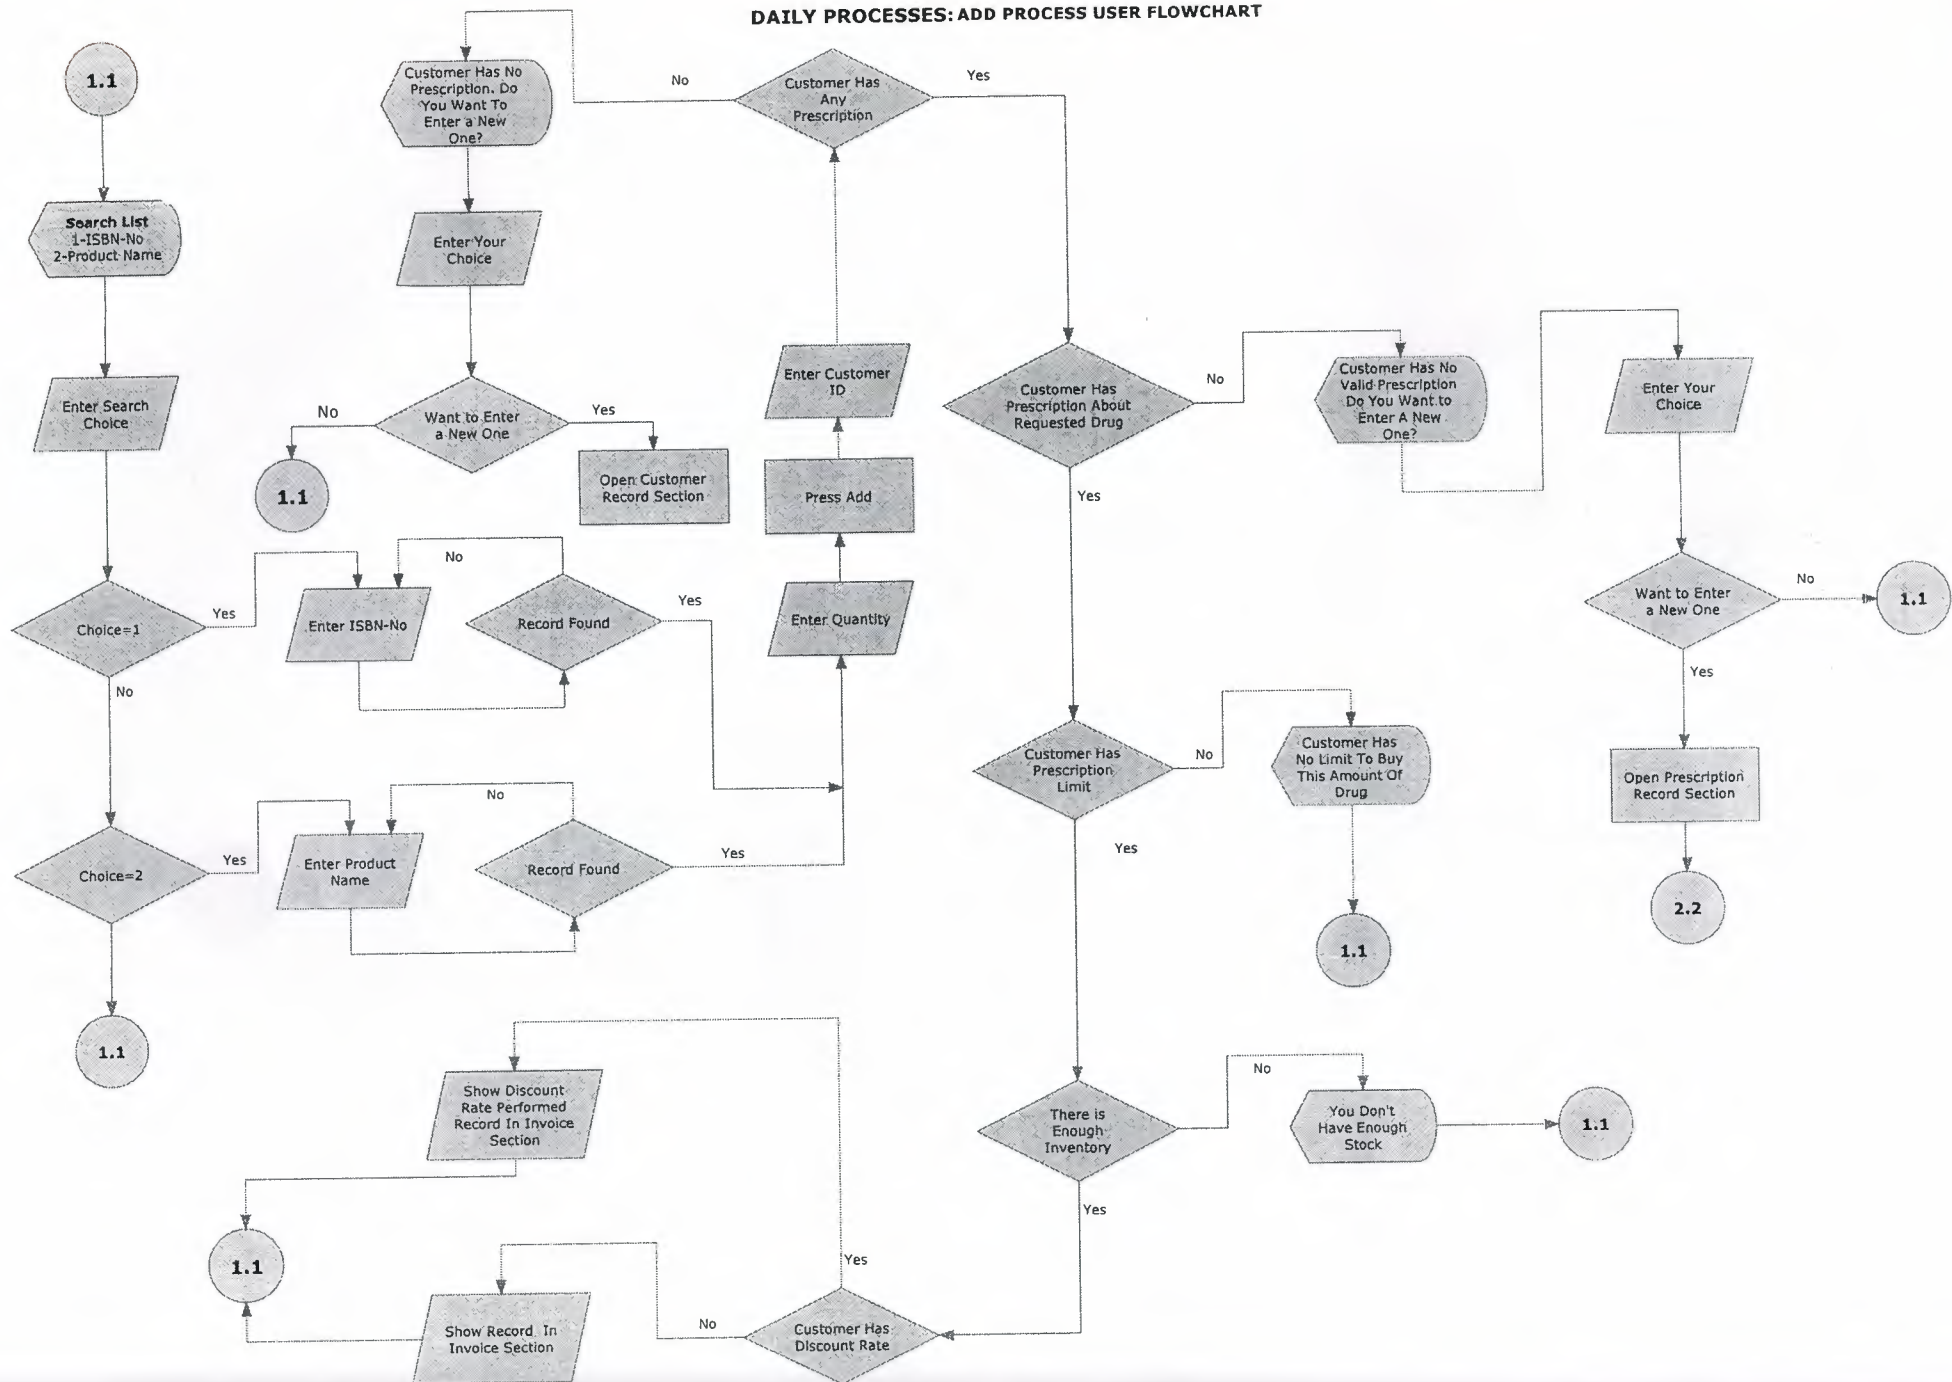 DAILY PROCESSES: ADD PROCESS USER FLOWCHART
1.1
Search List
1-ISBN-No
2-Product Name
Enter Search
Choice
Choice=1
Yes
No
Enter ISBN-No
No
Record Found
Yes
Choice=2
Yes
Enter Product
Name
No
Record Found
Yes
1.1
Enter Quantity
Press Add
Enter Customer
ID
Customer Has
Any
Prescription
No
Yes
Customer Has No
Prescription. Do
You Want To
Enter a New
One?
Enter Your
Choice
Want to Enter
a New One
No
Yes
1.1
Open Customer
Record Section
Customer Has
Prescription About
Requested Drug
No
Yes
Customer Has No
Valid Prescription
Do You Want to
Enter A New
One?
Enter Your
Choice
Want to Enter
a New One
No
1.1
Yes
Open Prescription
Record Section
2.2
Customer Has
Prescription
Limit
No
Yes
Customer Has
No Limit To Buy
This Amount Of
Drug
1.1
There is
Enough
Inventory
No
Yes
You Don't
Have Enough
Stock
1.1
Customer Has
Discount Rate
Yes
No
Show Discount
Rate Performed
Record In Invoice
Section
Show Record In
Invoice Section
1.1